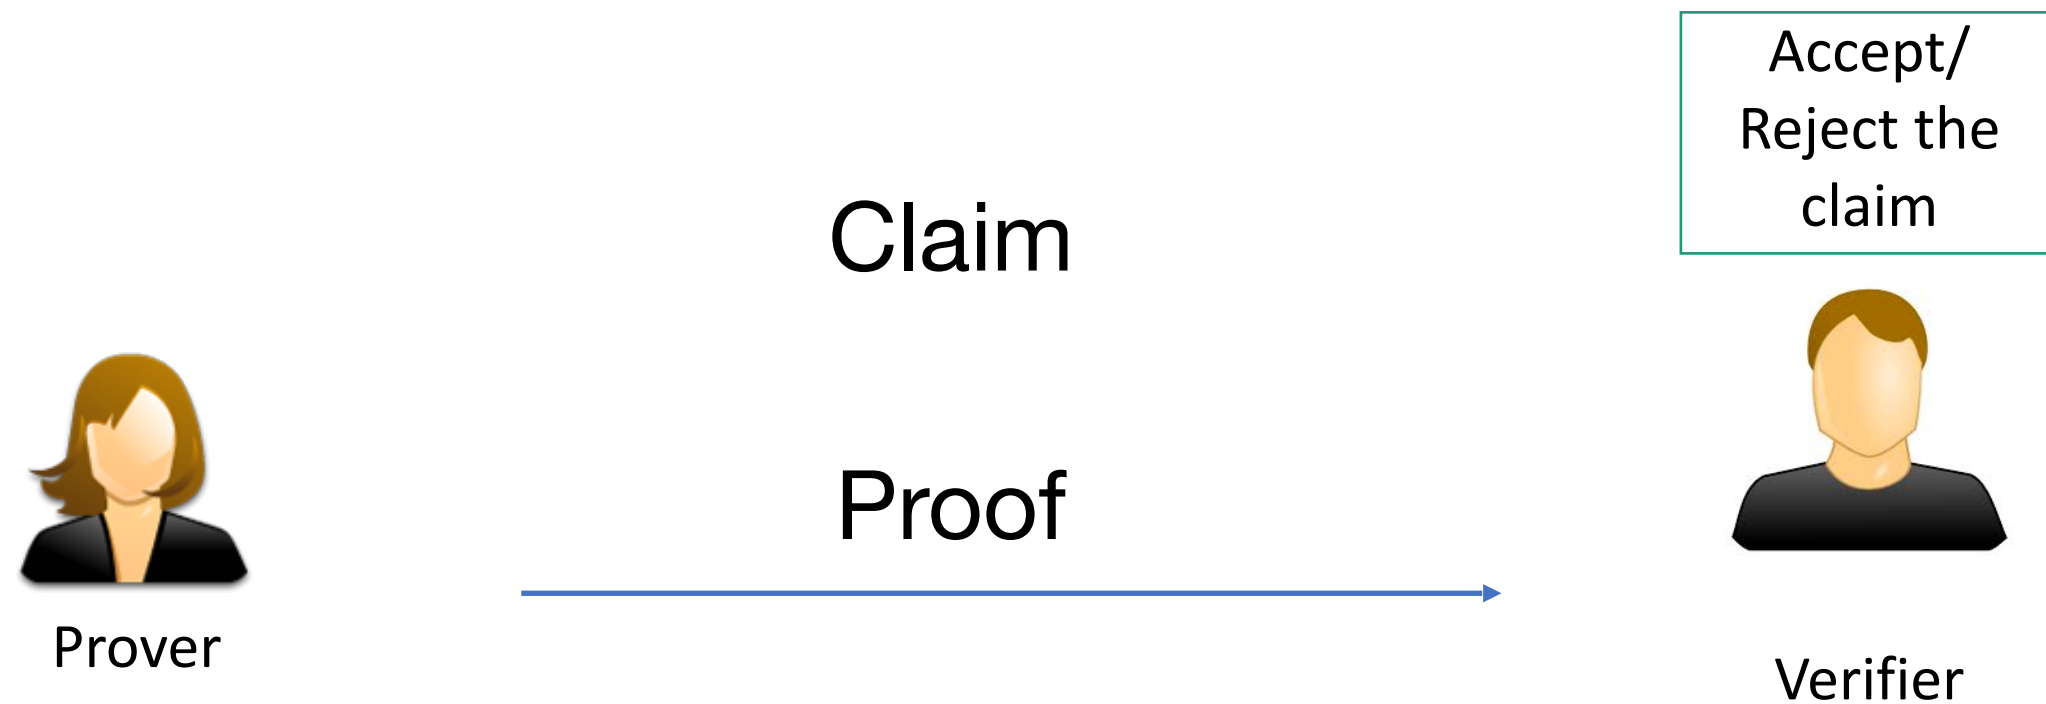 Accept/
Reject the
claim
Claim
Proof
Prover
Verifier